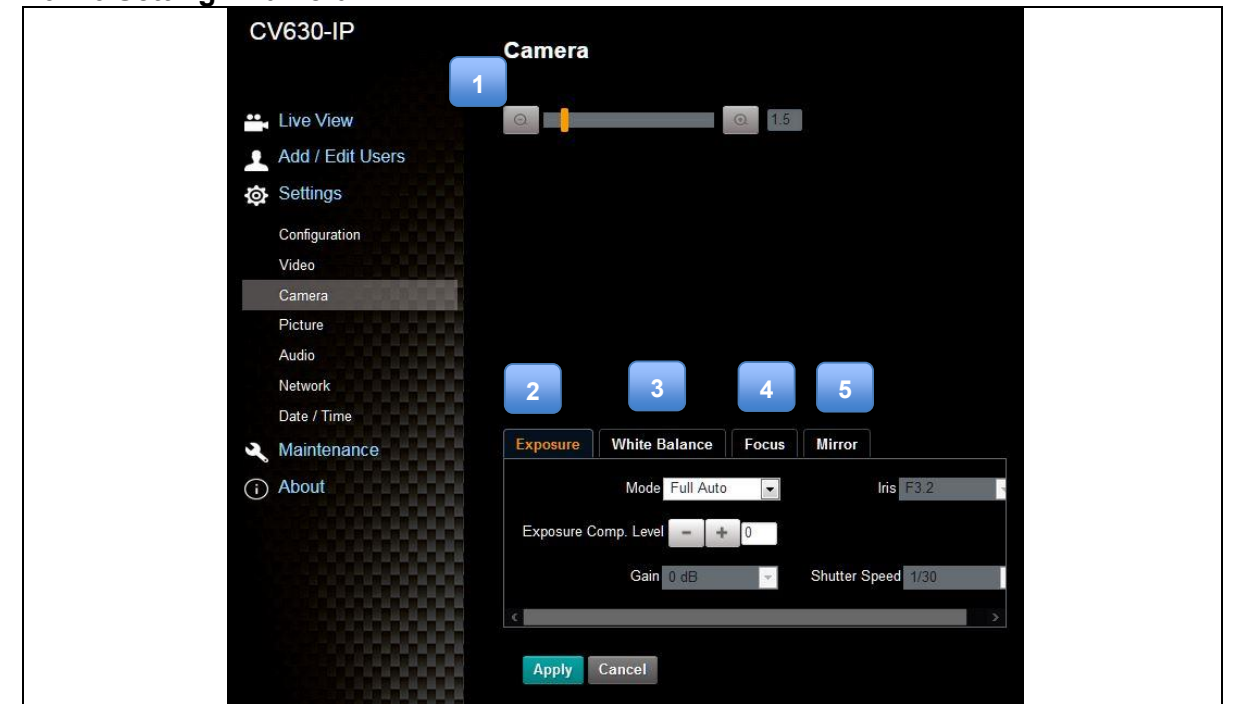 CV630-IP
Camera
1
Live View
1.5
Add / Edit Users
Settings
Configuration
Video
Camera
Picture
Audio
Network
Date / Time
Maintenance
About
2 3 4 5
Exposure White Balance Focus Mirror
Mode Full Auto Iris F3.2
Exposure Comp. Level - + 0
Gain 0 dB Shutter Speed 1/30
Apply Cancel